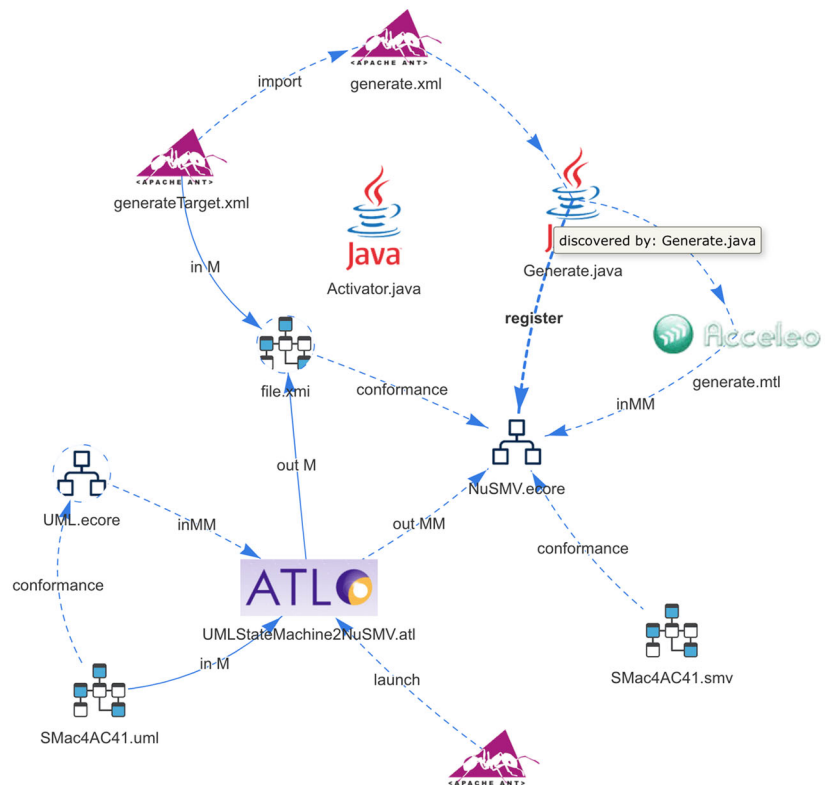 <APACHE ANT>
generate.xml
import
<APACHE ANT>
generateTarget.xml
Java
Activator.java
J
discovered by: Generate.java
Generate.java
in M
register
Acceleo
generate.mtl
file.xmi
conformance
inMM
NuSMV.ecore
out M
UML.ecore
inMM
out MM
conformance
conformance
ATL
UMLStateMachine2NuSMV.atl
in M
launch
SMac4AC41.smv
SMac4AC41.uml
<APACHE ANT>